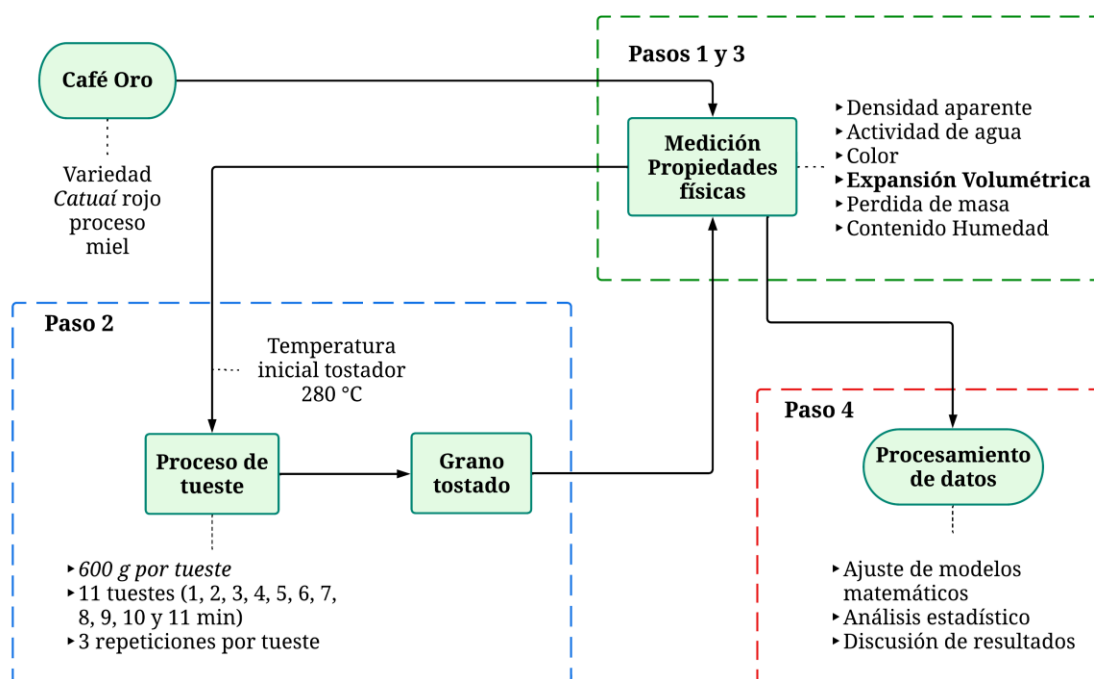 Café Oro
Variedad
Catuaí rojo
proceso
miel
Pasos 1 y 3
Medición
Propiedades
físicas
▸Densidad aparente
▸Actividad de agua
▸Color
▸Expansión Volumétrica
▸Perdida de masa
▸Contenido Humedad
Paso 2
Temperatura
inicial tostador
280 °C
Proceso de
tueste
Grano
tostado
▸600 g por tueste
▸11 tuestes (1, 2, 3, 4, 5, 6, 7,
8, 9, 10 y 11 min)
▸3 repeticiones por tueste
Paso 4
Procesamiento
de datos
▸Ajuste de modelos
matemáticos
▸Análisis estadístico
▸Discusión de resultados